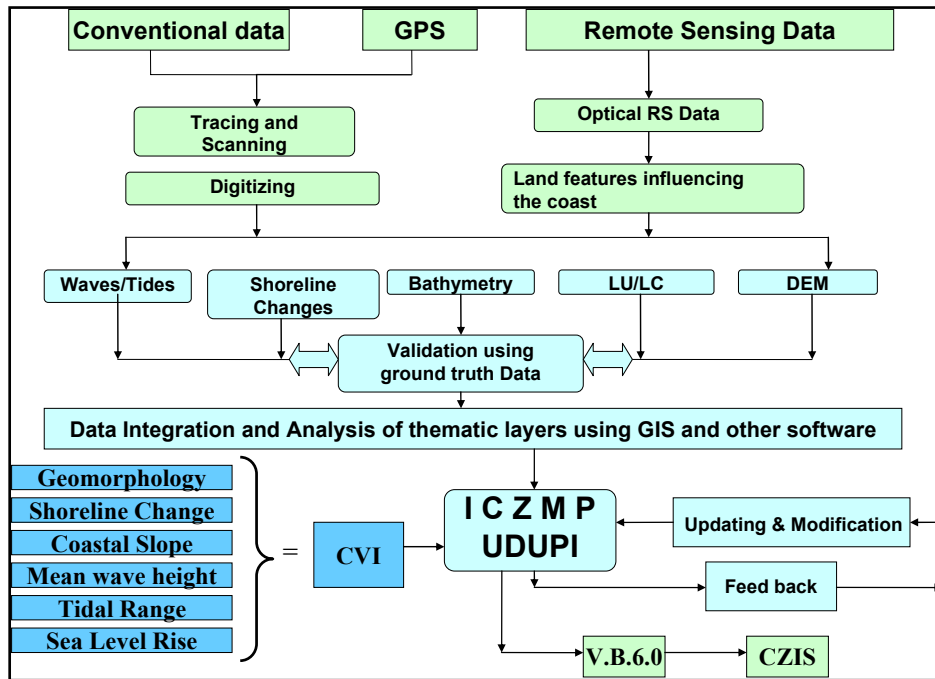 Conventional data
GPS
Remote Sensing Data
Tracing and
Scanning
Optical RS Data
Digitizing
Land features influencing
the coast
Waves/Tides
Shoreline
Changes
Bathymetry
LU/LC
DEM
Validation using
ground truth Data
Data Integration and Analysis of thematic layers using GIS and other software
Geomorphology
Shoreline Change
Coastal Slope
Mean wave height
Tidal Range
Sea Level Rise
=
CVI
I C Z M P
UDUPI
Updating & Modification
Feed back
V.B.6.0
CZIS